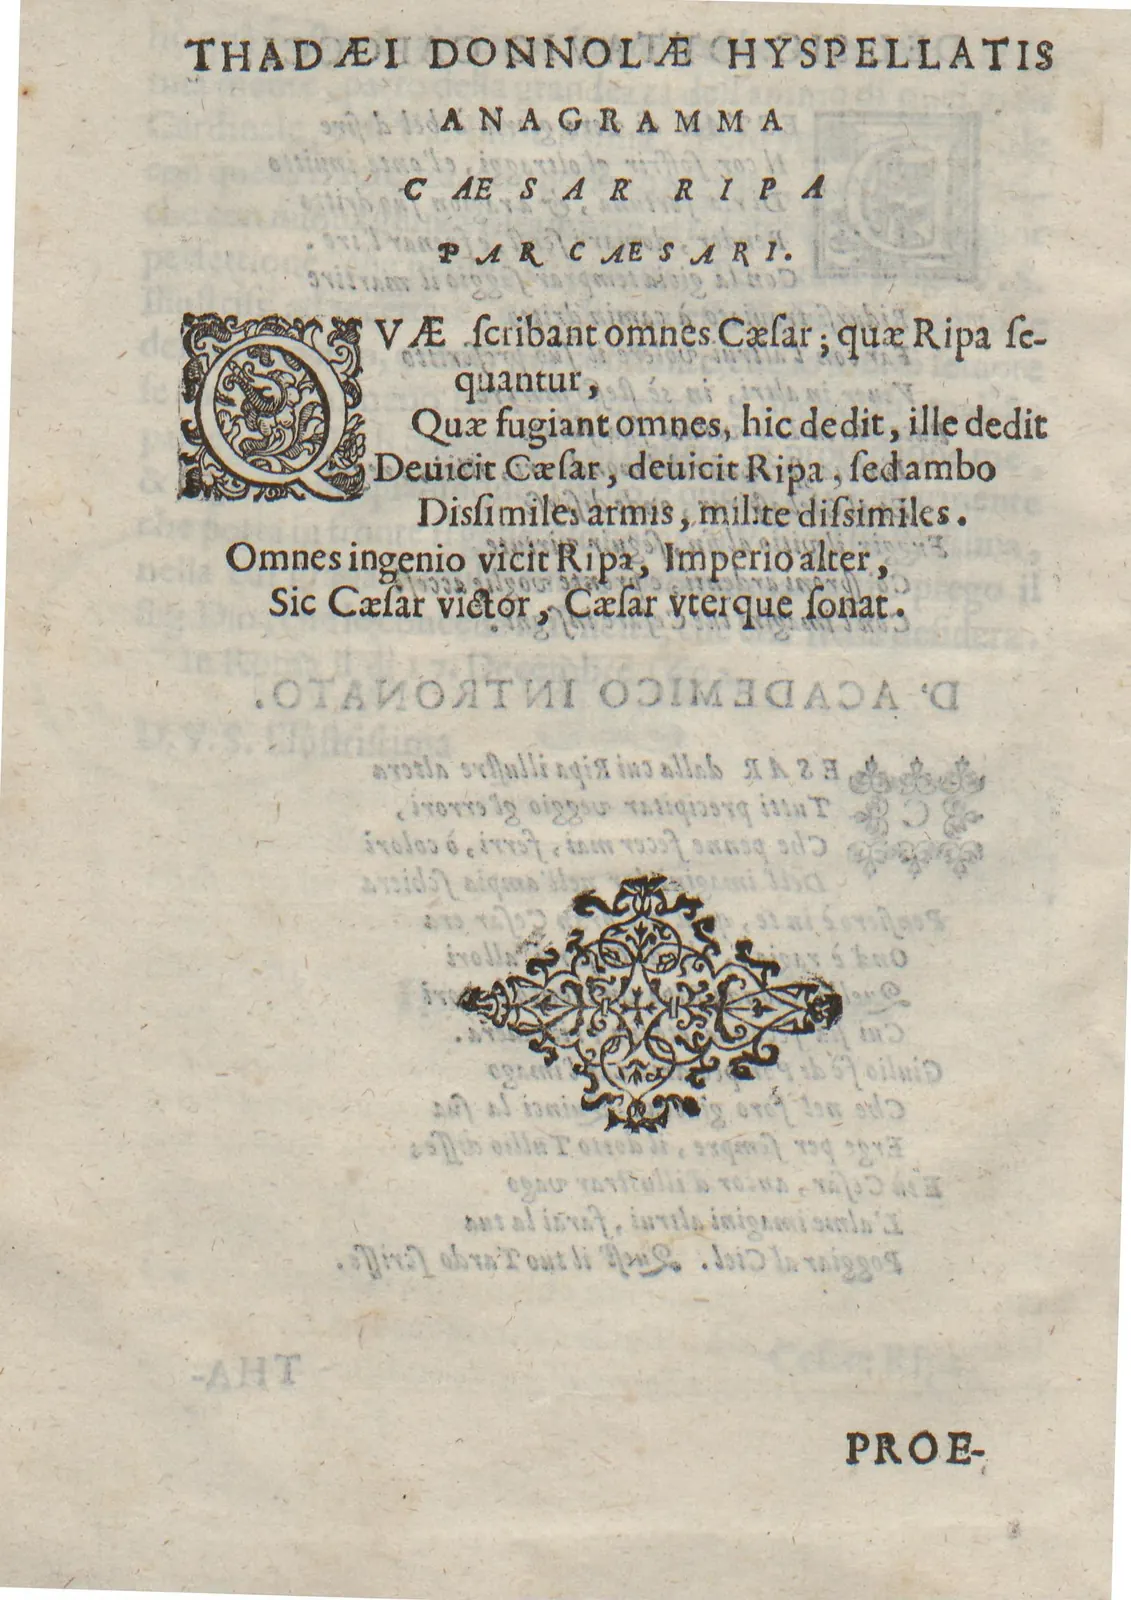 THADÆI DONNOLÆ HYSPELLATIS
ANAGRAMMA
CÆSAR RIPA
PAR CÆSARI.
QVÆ ſcribant omnes Cæſar; quæ Ripa ſe-
quantur,
Quæ fugiant omnes, hic dedit, ille dedit
Deuicit Cæſar, deuicit Ripa, ſed ambo
Diſſimiles armis, milite diſſimiles.
Omnes ingenio vicit Ripa, Imperio alter,
Sic Cæſar victor, Cæſar vterque ſonat.
PROE-